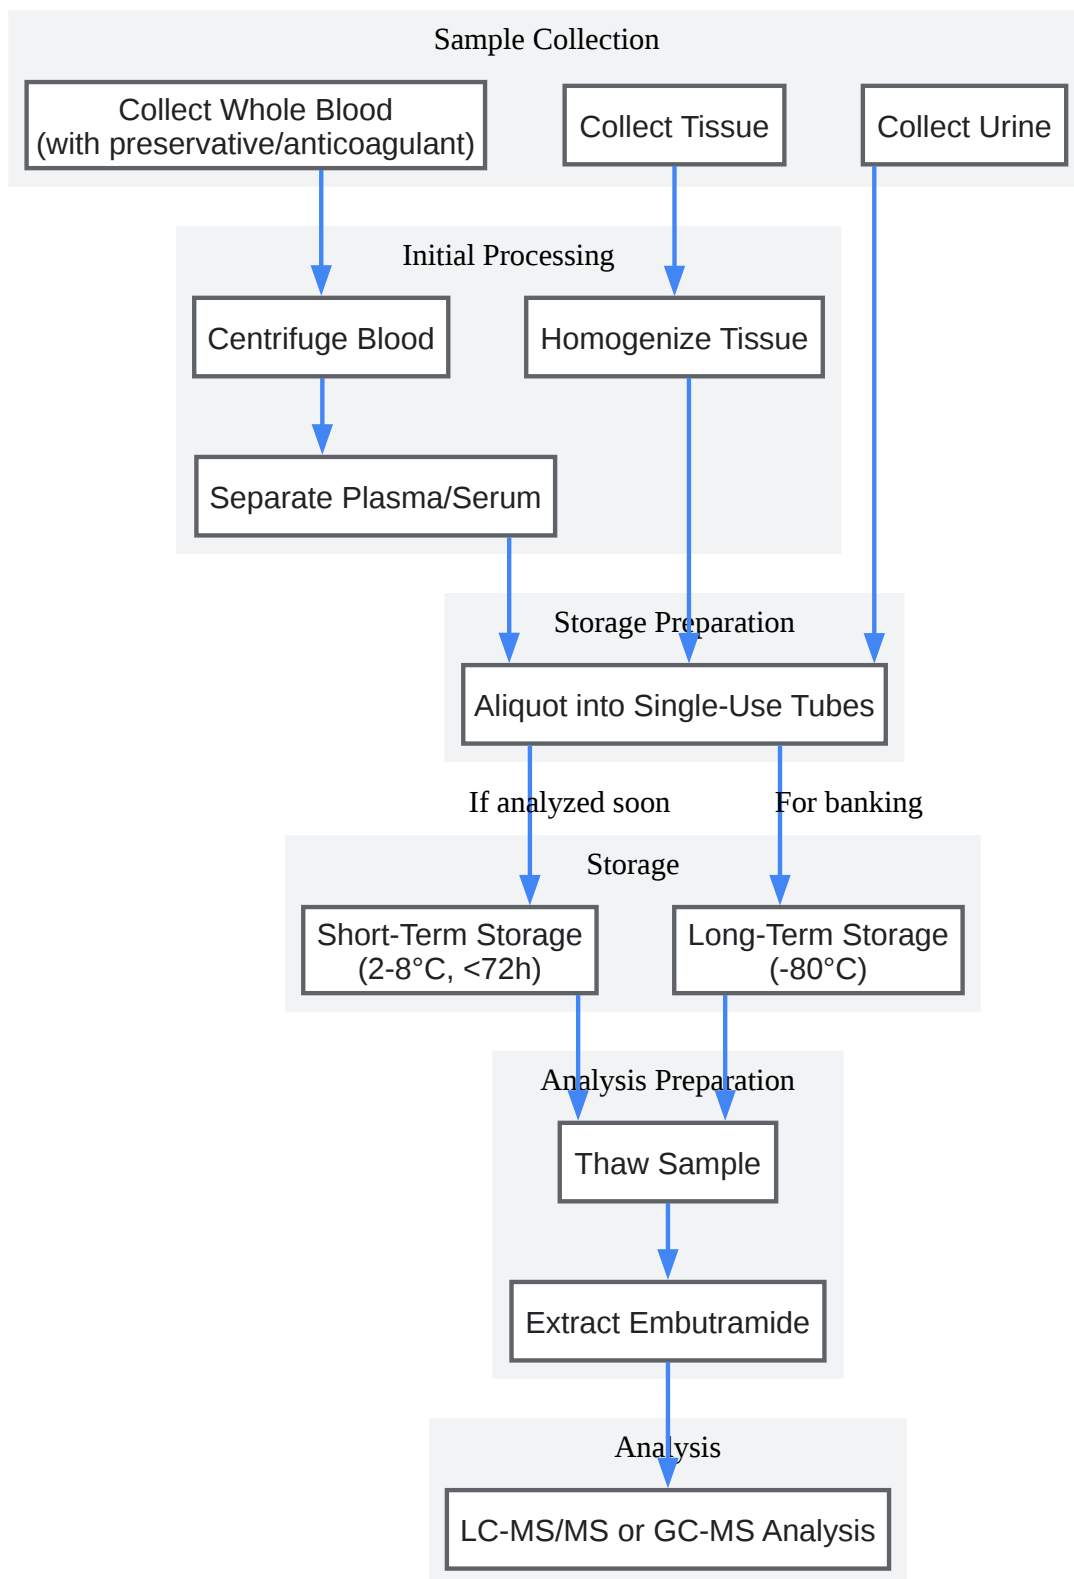 Sample Collection
Collect Whole Blood
(with preservative/anticoagulant)
Collect Tissue
Collect Urine
Initial Processing
Centrifuge Blood
Homogenize Tissue
Separate Plasma/Serum
Storage Preparation
Aliquot into Single-Use Tubes
If analyzed soon
For banking
Storage
Short-Term Storage
(2-8°C, <72h)
Long-Term Storage
(-80°C)
Analysis Preparation
Thaw Sample
Extract Embutramide
Analysis
LC-MS/MS or GC-MS Analysis